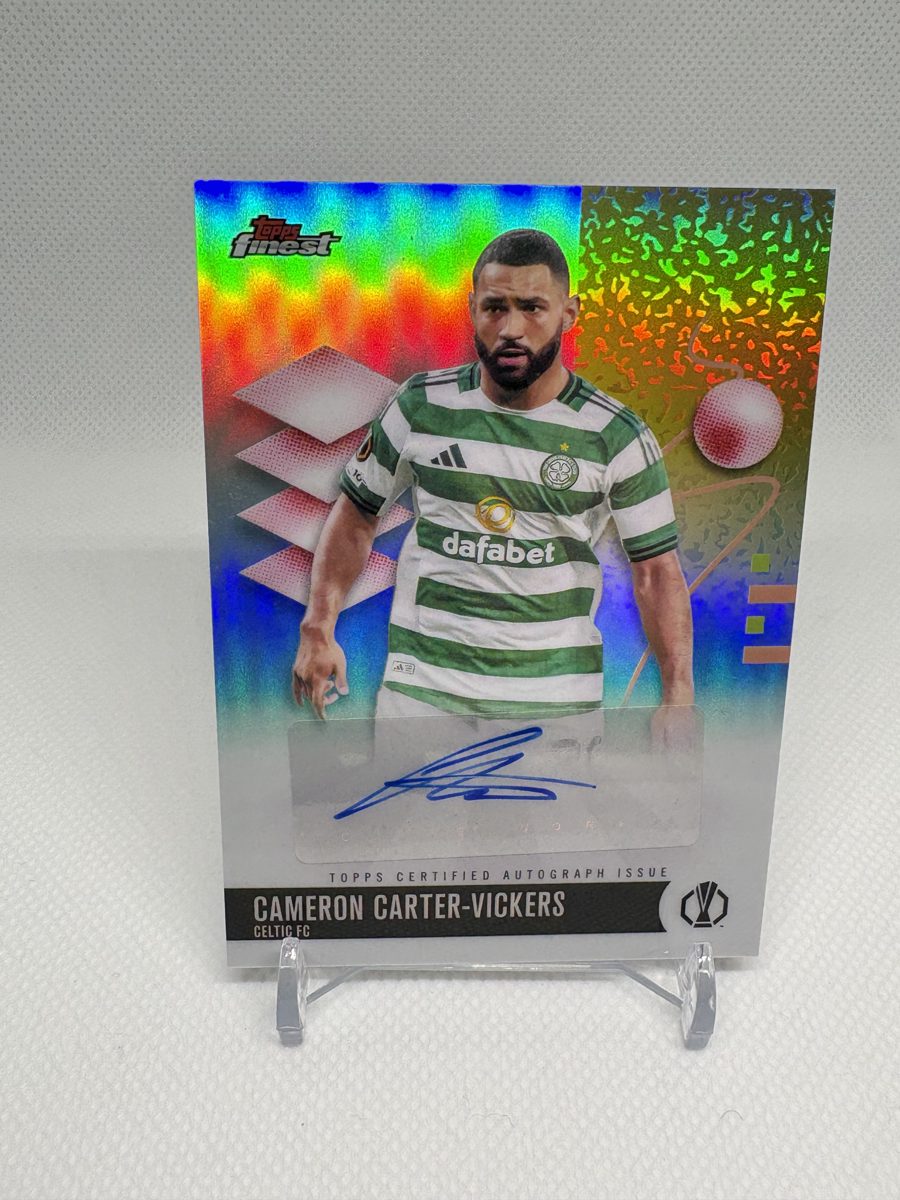 topps
finest
dafabet
TOPPS CERTIFIED AUTOGRAPH ISSUE
CAMERON CARTER-VICKERS
CELTIC FC